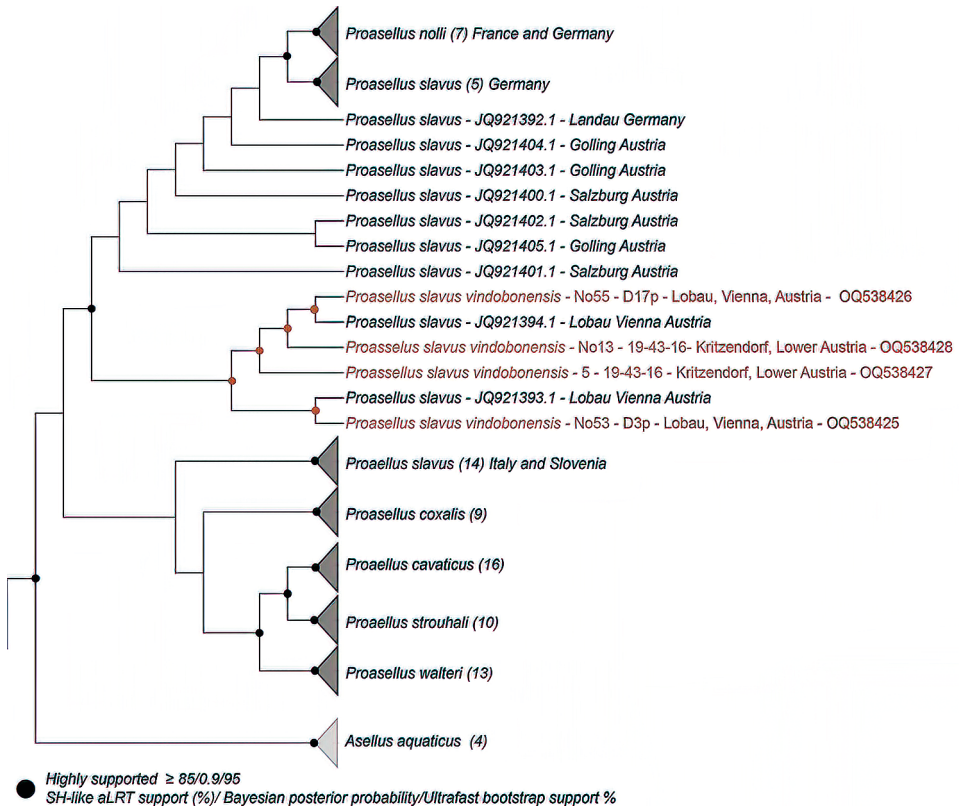 Proasellus nolli (7) France and Germany
Proasellus slavus (5) Germany
Proasellus slavus - JQ921392.1 - Landau Germany
Proasellus slavus - JQ921404.1 - Golling Austria
Proasellus slavus - JQ921403.1 - Golling Austria
Proasellus slavus - JQ921400.1 - Salzburg Austria
Proasellus slavus - JQ921402.1 - Salzburg Austria
Proasellus slavus - JQ921405.1 - Golling Austria
Proasellus slavus - JQ921401.1 - Salzburg Austria
Proasellus slavus vindobonensis - No55 - D17p - Lobau, Vienna, Austria - OQ538426
Proasellus slavus - JQ921394.1 - Lobau Vienna Austria
Proasselus slavus vindobonensis - No13 - 19-43-16- Kritzendorf, Lower Austria - OQ538428
Proassellus slavus vindobonensis - 5 - 19-43-16 - Kritzendorf, Lower Austria - OQ538427
Proasellus slavus - JQ921393.1 - Lobau Vienna Austria
Proasellus slavus vindobonensis - No53 - D3p - Lobau, Vienna, Austria - OQ538425
Proaellus slavus (14) Italy and Slovenia
Proasellus coxalis (9)
Proaellus cavaticus (16)
Proaellus strouhali (10)
Proasellus walteri (13)
Asellus aquaticus (4)
Highly supported ≥ 85/0.9/95
SH-like aLRT support (%)/ Bayesian posterior probability/Ultrafast bootstrap support %